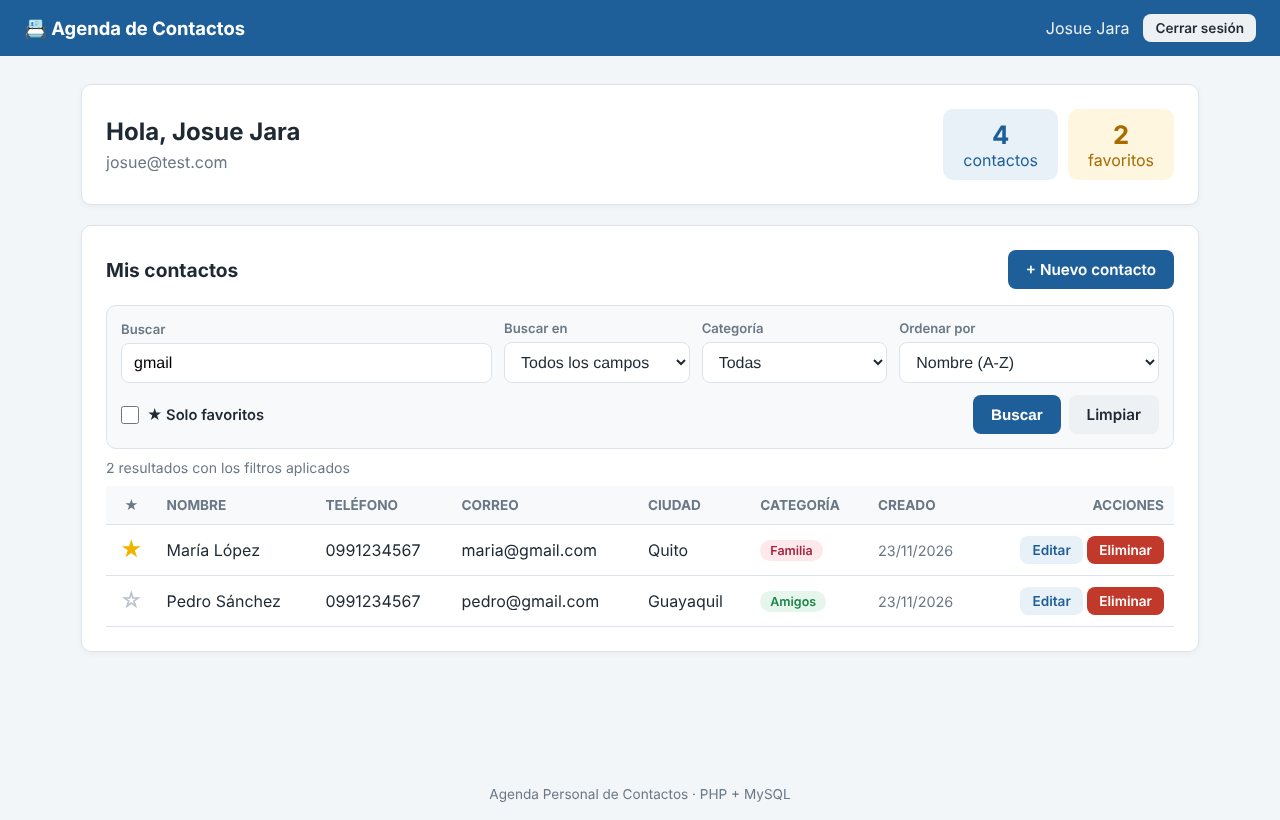 📇 Agenda de Contactos
Josue Jara
Cerrar sesión
Hola, Josue Jara
josue@test.com
4
contactos
2
favoritos
Mis contactos
+ Nuevo contacto
Buscar
Buscar en
Categoría
Ordenar por
gmail
Todos los campos
Todas
Nombre (A-Z)
★ Solo favoritos
Buscar
Limpiar
2 resultados con los filtros aplicados
★ NOMBRE TELÉFONO CORREO CIUDAD CATEGORÍA CREADO ACCIONES
★ María López 0991234567 maria@gmail.com Quito Familia 23/11/2026 Editar Eliminar
☆ Pedro Sánchez 0991234567 pedro@gmail.com Guayaquil Amigos 23/11/2026 Editar Eliminar
Agenda Personal de Contactos · PHP + MySQL